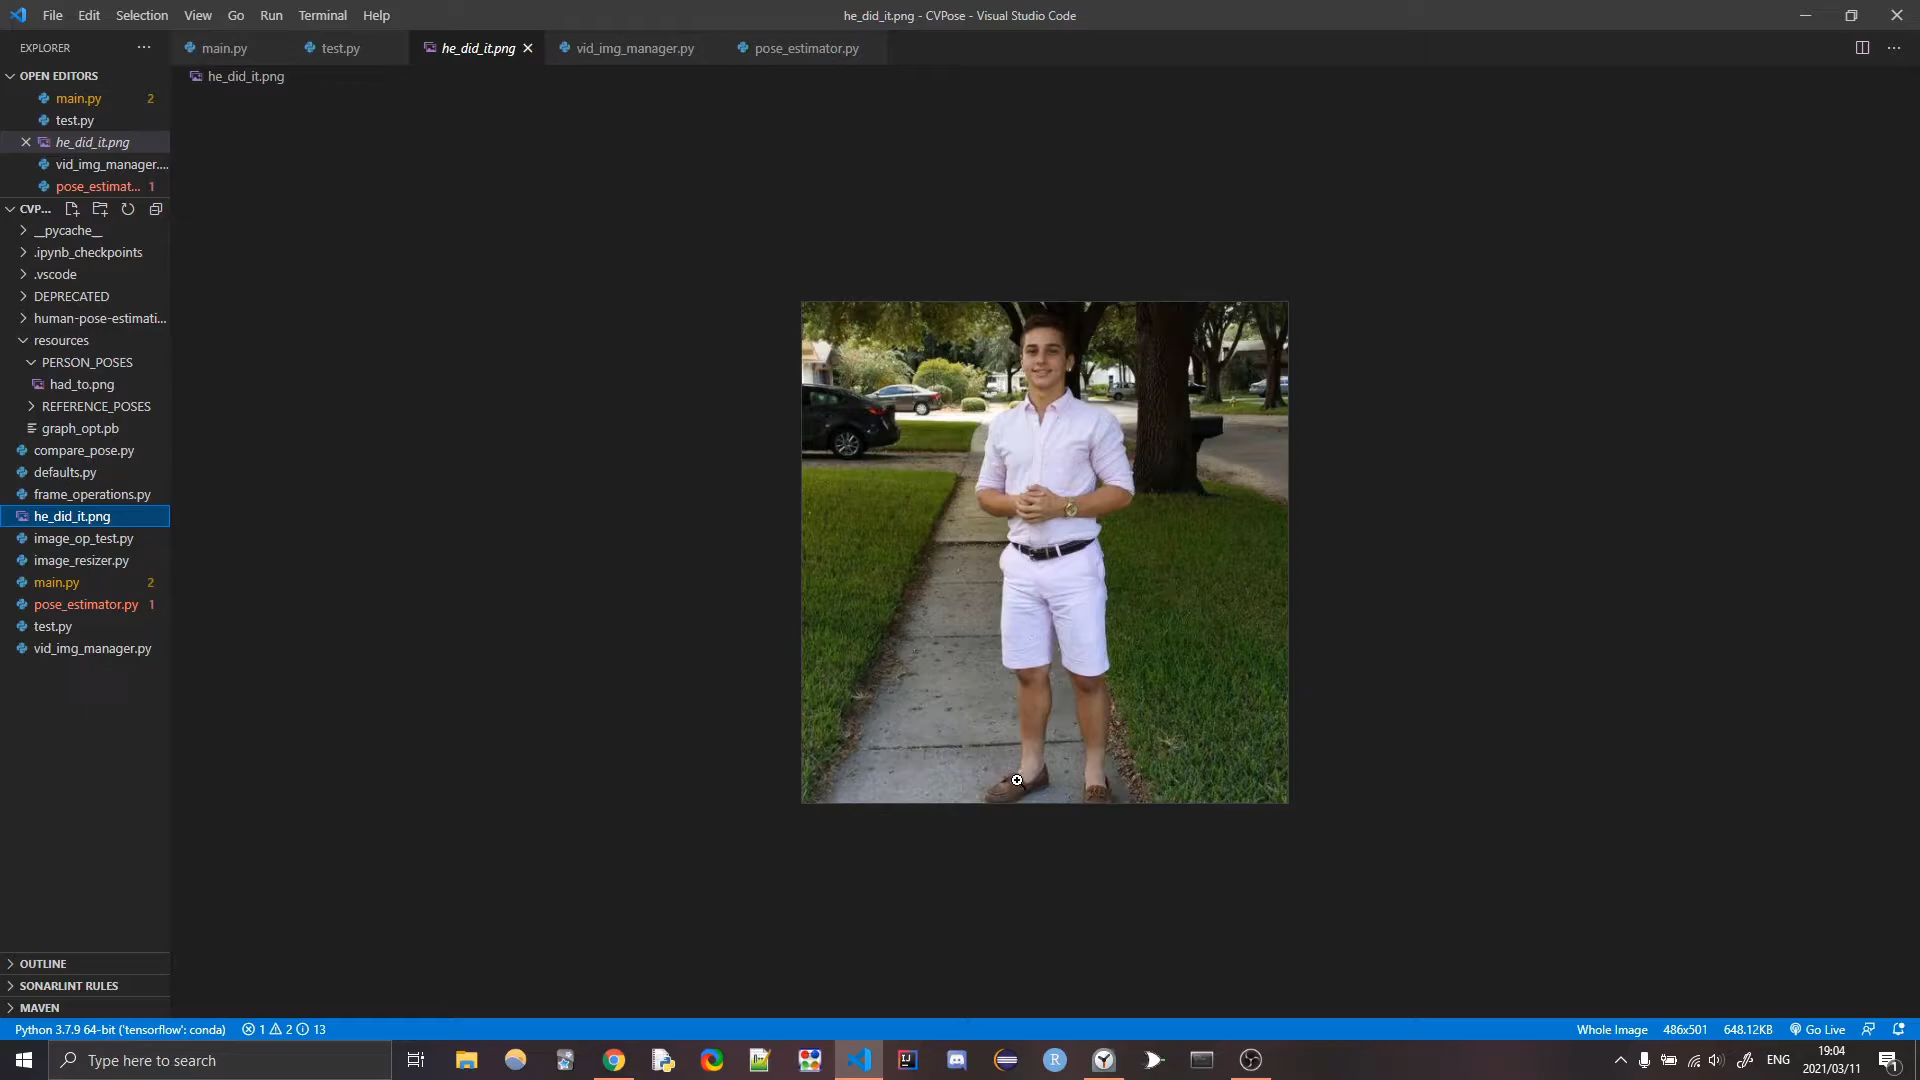 File Edit Selection View Go Run Terminal Help he_did_it.png - CVPose - Visual Studio Code
EXPLORER
main.py test.py he_did_it.png vid_img_manager.py pose_estimator.py
he_did_it.png
OPEN EDITORS
main.py 2
test.py
he_did_it.png
vid_img_manager....
pose_estimat... 1
CVP...
__pycache__
.ipynb_checkpoints
.vscode
DEPRECATED
human-pose-estimati...
resources
PERSON_POSES
had_to.png
REFERENCE_POSES
graph_opt.pb
compare_pose.py
defaults.py
frame_operations.py
he_did_it.png
image_op_test.py
image_resizer.py
main.py 2
pose_estimator.py 1
test.py
vid_img_manager.py
OUTLINE
SONARLINT RULES
MAVEN
Python 3.7.9 64-bit ('tensorflow': conda) 1 2 13 Whole Image 486x501 648.12KB Go Live
Type here to search
ENG
19:04
2021/03/11
1